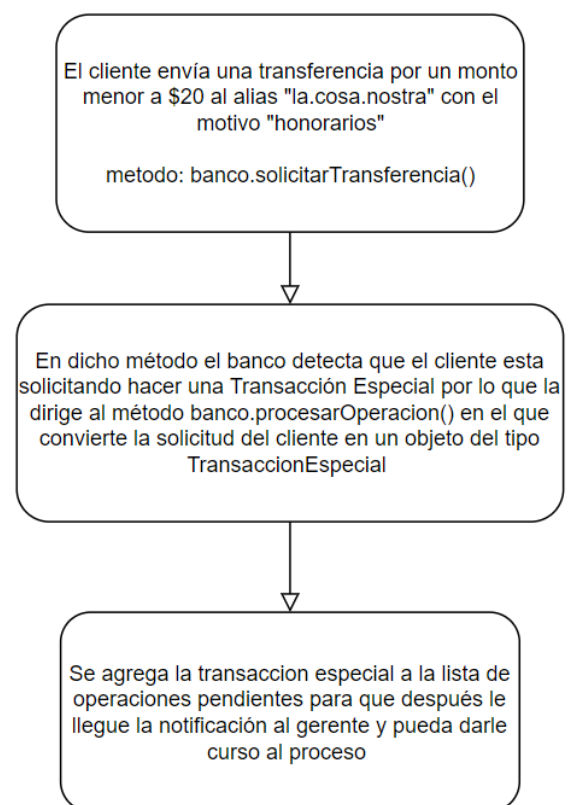 El cliente envía una transferencia por un monto
menor a $20 al alias "la.cosa.nostra" con el
motivo "honorarios"
metodo: banco.solicitarTransferencia()
En dicho método el banco detecta que el cliente esta
solicitando hacer una Transacción Especial por lo que la
dirige al método banco.procesarOperacion() en el que
convierte la solicitud del cliente en un objeto del tipo
TransaccionEspecial
Se agrega la transaccion especial a la lista de
operaciones pendientes para que después le
llegue la notificación al gerente y pueda darle
curso al proceso